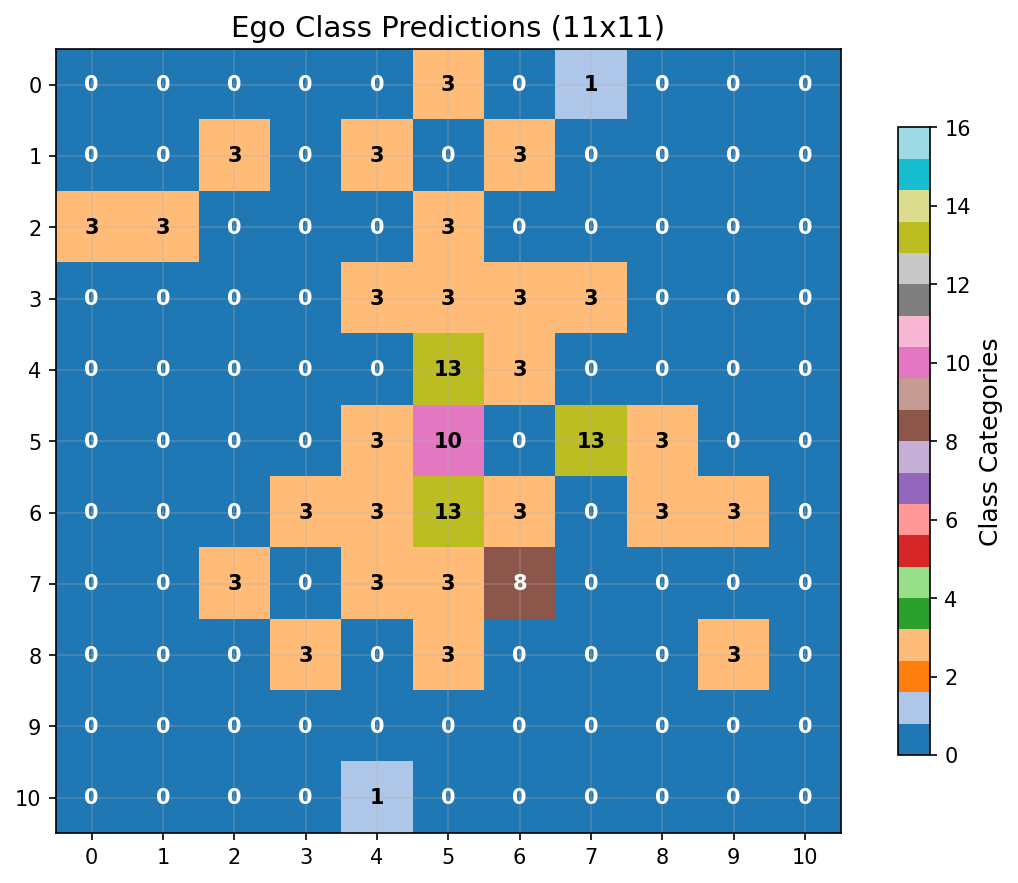 Ego Class Predictions (11x11)
0 0 0 0 0 0 3 0 1 0 0 0
1 0 0 3 0 3 0 3 0 0 0 0
2 3 3 0 0 0 3 0 0 0 0 0
3 0 0 0 0 3 3 3 3 0 0 0
4 0 0 0 0 0 13 3 0 0 0 0
5 0 0 0 0 3 10 0 13 3 0 0
6 0 0 0 3 3 13 3 0 3 3 0
7 0 0 3 0 3 3 8 0 0 0 0
8 0 0 0 3 0 3 0 0 0 3 0
9 0 0 0 0 0 0 0 0 0 0 0
10 0 0 0 0 1 0 0 0 0 0 0
0 1 2 3 4 5 6 7 8 9 10
16
14
12
10
8
6
4
2
0
Class Categories